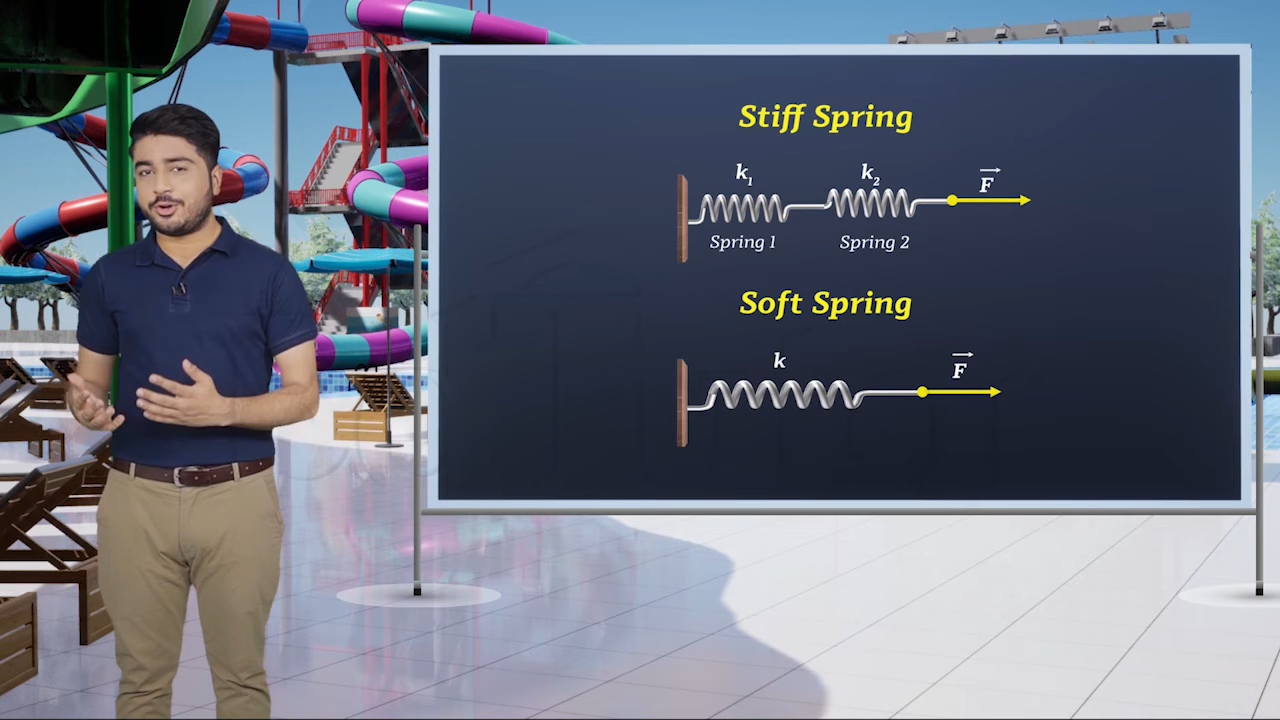 Stiff Spring
k₁ k₂ F⃗
Spring 1 Spring 2
Soft Spring
k F⃗